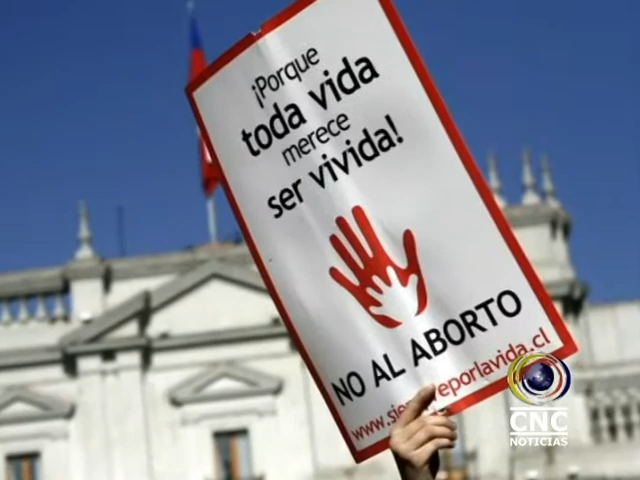 ¡Porque
toda vida
merece
ser vivida!
NO AL ABORTO
CNC
NOTICIAS